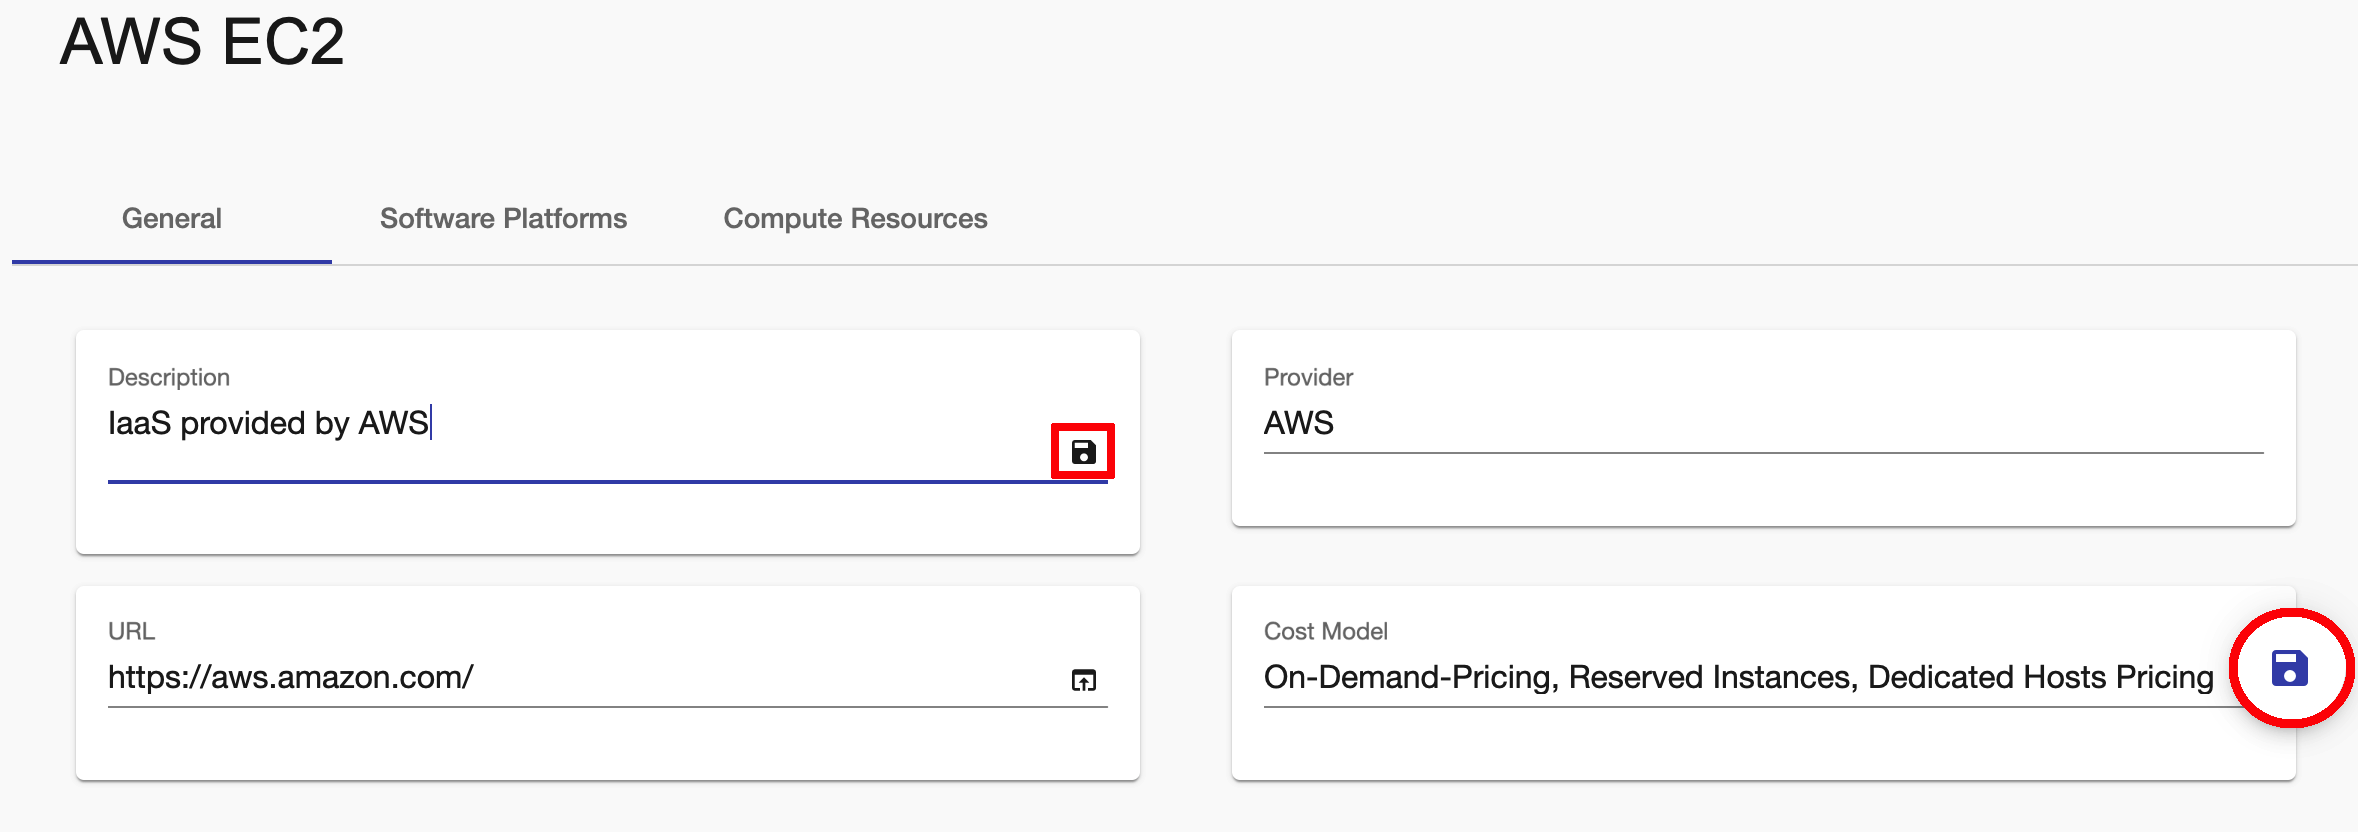 AWS EC2
General
Software Platforms
Compute Resources
Description
IaaS provided by AWS
Provider
AWS
URL
https://aws.amazon.com/
Cost Model
On-Demand-Pricing, Reserved Instances, Dedicated Hosts Pricing